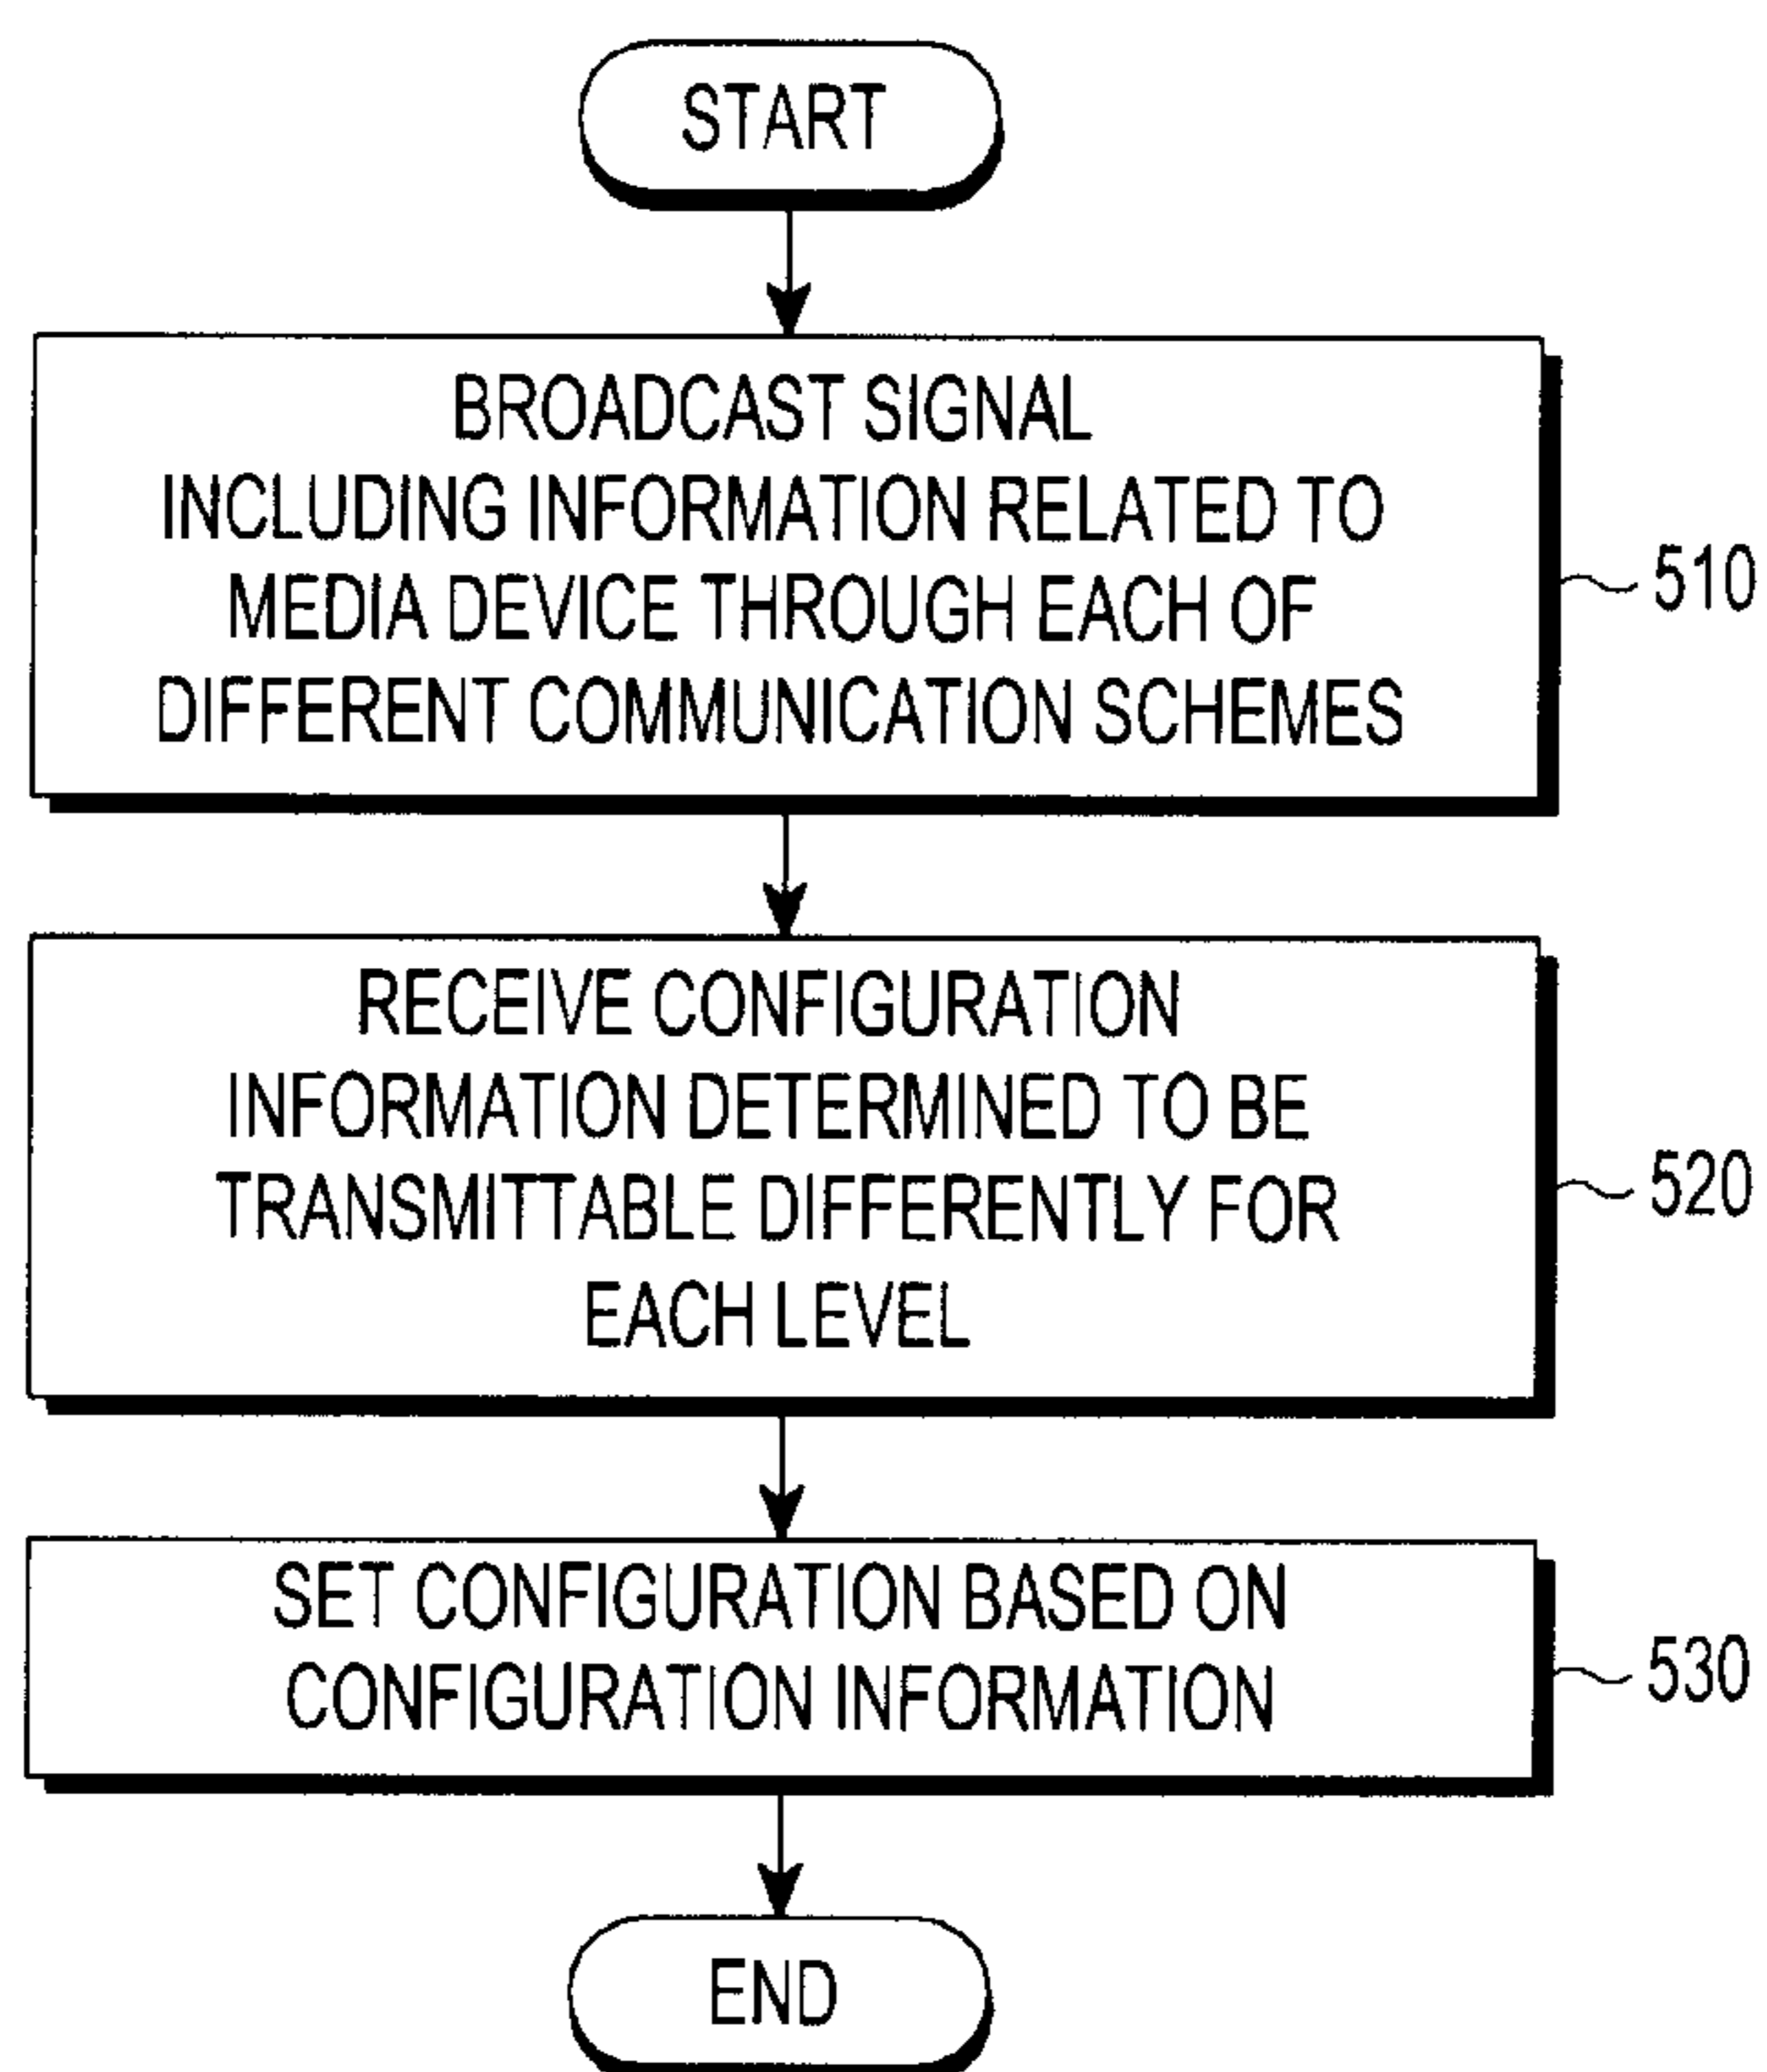 START
BROADCAST SIGNAL
INCLUDING INFORMATION RELATED TO
MEDIA DEVICE THROUGH EACH OF
DIFFERENT COMMUNICATION SCHEMES
510
RECEIVE CONFIGURATION
INFORMATION DETERMINED TO BE
TRANSMITTABLE DIFFERENTLY FOR
EACH LEVEL
520
SET CONFIGURATION BASED ON
CONFIGURATION INFORMATION
530
END